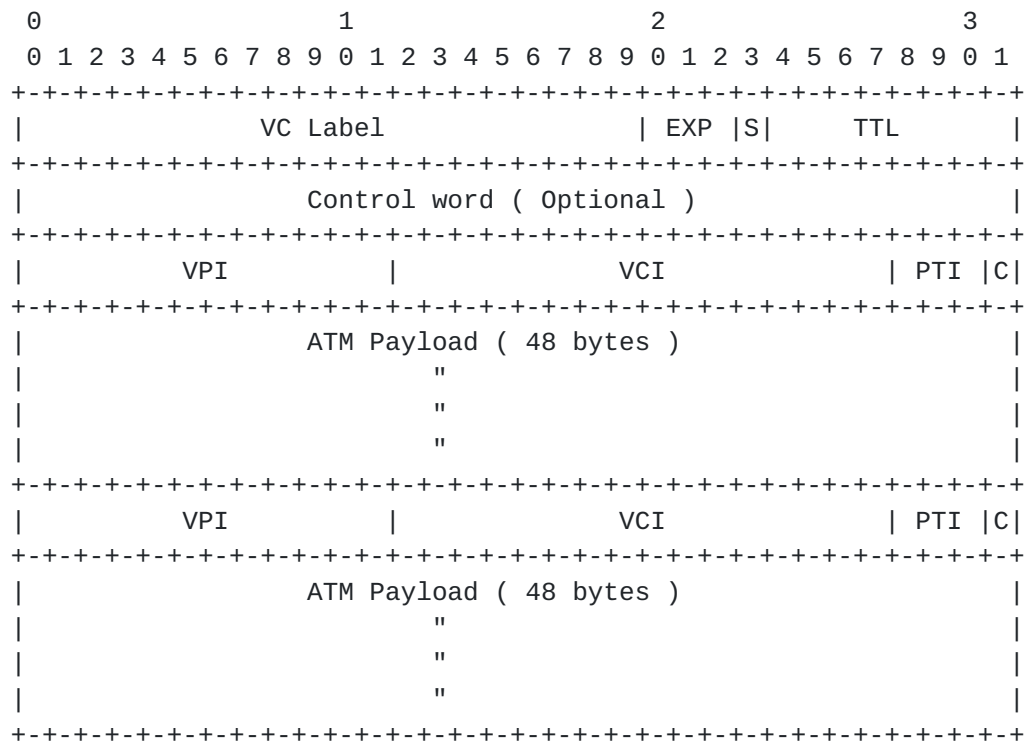 0                   1                   2                   3
 0 1 2 3 4 5 6 7 8 9 0 1 2 3 4 5 6 7 8 9 0 1 2 3 4 5 6 7 8 9 0 1
+-+-+-+-+-+-+-+-+-+-+-+-+-+-+-+-+-+-+-+-+-+-+-+-+-+-+-+-+-+-+-+-+
|               VC Label                | EXP |S|     TTL       |
+-+-+-+-+-+-+-+-+-+-+-+-+-+-+-+-+-+-+-+-+-+-+-+-+-+-+-+-+-+-+-+-+
|                  Control word ( Optional )                    |
+-+-+-+-+-+-+-+-+-+-+-+-+-+-+-+-+-+-+-+-+-+-+-+-+-+-+-+-+-+-+-+-+
|          VPI          |              VCI              | PTI |C|
+-+-+-+-+-+-+-+-+-+-+-+-+-+-+-+-+-+-+-+-+-+-+-+-+-+-+-+-+-+-+-+-+
|                  ATM Payload ( 48 bytes )                     |
|                          "                                    |
|                          "                                    |
|                          "                                    |
+-+-+-+-+-+-+-+-+-+-+-+-+-+-+-+-+-+-+-+-+-+-+-+-+-+-+-+-+-+-+-+-+
|          VPI          |              VCI              | PTI |C|
+-+-+-+-+-+-+-+-+-+-+-+-+-+-+-+-+-+-+-+-+-+-+-+-+-+-+-+-+-+-+-+-+
|                  ATM Payload ( 48 bytes )                     |
|                          "                                    |
|                          "                                    |
|                          "                                    |
+-+-+-+-+-+-+-+-+-+-+-+-+-+-+-+-+-+-+-+-+-+-+-+-+-+-+-+-+-+-+-+-+